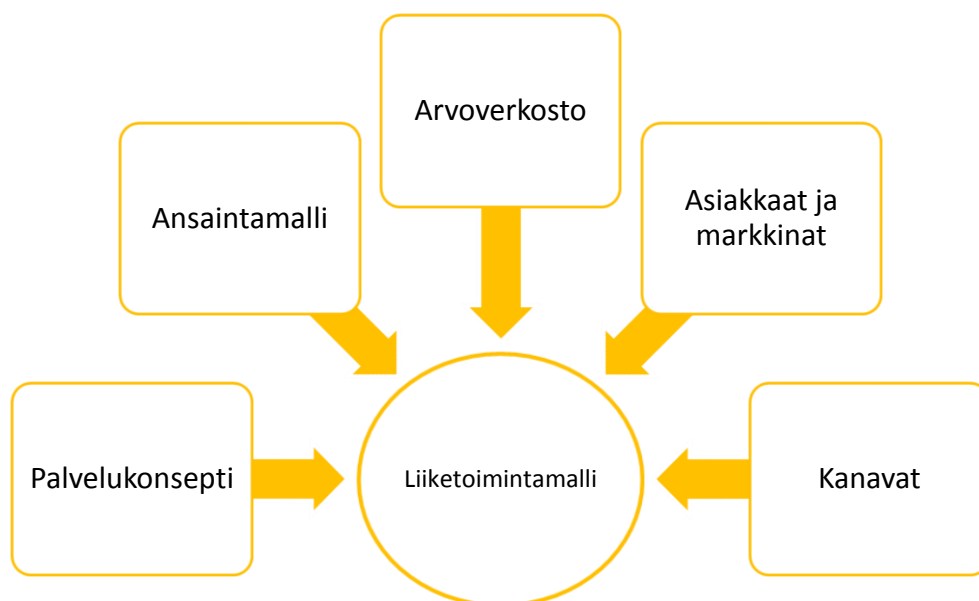 Arvoverkosto
Ansaintamalli
Asiakkaat ja
markkinat
Palvelukonsepti
Liiketoimintamalli
Kanavat